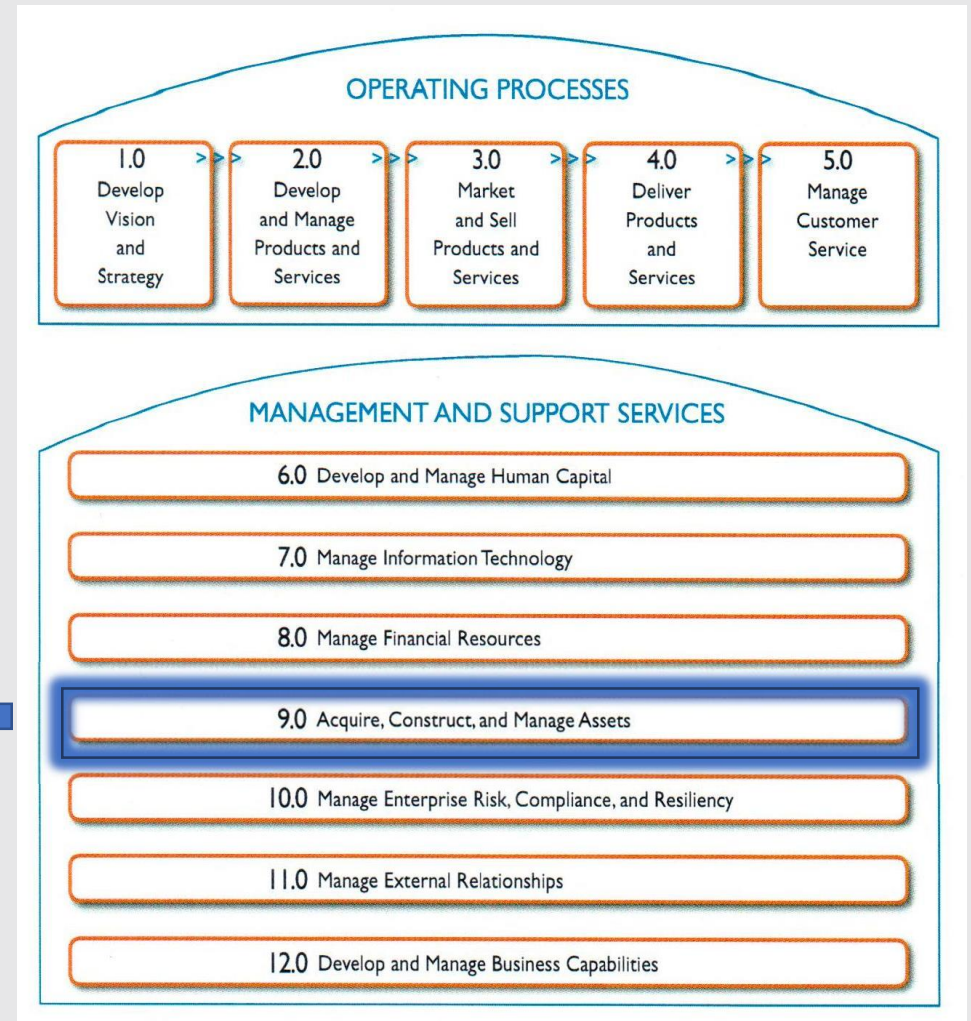 OPERATING PROCESSES
1.0 >>> 2.0 >>> 3.0 >>> 4.0 >>> 5.0
Develop
Vision
and
Strategy
Develop
and Manage
Products and
Services
Market
and Sell
Products and
Services
Deliver
Products
and
Services
Manage
Customer
Service
MANAGEMENT AND SUPPORT SERVICES
6.0 Develop and Manage Human Capital
7.0 Manage Information Technology
8.0 Manage Financial Resources
9.0 Acquire, Construct, and Manage Assets
10.0 Manage Enterprise Risk, Compliance, and Resiliency
11.0 Manage External Relationships
12.0 Develop and Manage Business Capabilities